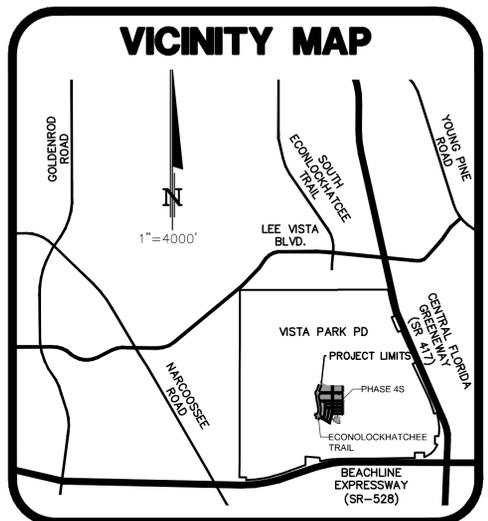 VICINITY MAP
GOLDENROD
ROAD
SOUTH
ECONLOCKHATCEE
TRAIL
YOUNG PINE
ROAD
N
1"=4000'
LEE VISTA
BLVD.
CENTRAL FLORIDA
GREENEWAY
(SR 417)
VISTA PARK PD
PROJECT LIMITS
PHASE 4S
NARCOOSSEE
ROAD
ECONOLOCKHATCHEE
TRAIL
BEACHLINE
EXPRESSWAY
(SR-528)